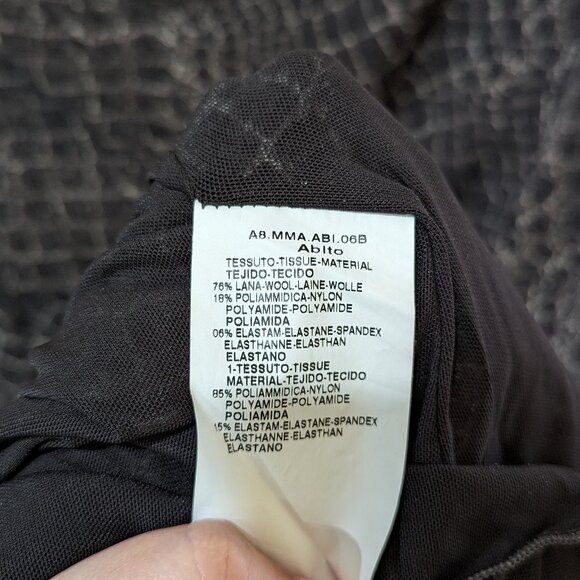 A8.MMA.ABI.06B
Abito
TESSUTO-TISSUE-MATERIAL
TEJIDO-TECIDO
76% LANA-WOOL-LAINE-WOLLE
18% POLIAMMIDICA-NYLON
POLYAMIDE-POLYAMIDE
POLIAMIDA
06% ELASTAM-ELASTANE-SPANDEX
ELASTHANNE-ELASTHAN
ELASTANO
1-TESSUTO-TISSUE
MATERIAL-TEJIDO-TECIDO
85% POLIAMMIDICA-NYLON
POLYAMIDE-POLYAMIDE
POLIAMIDA
15% ELASTAM-ELASTANE-SPANDEX
ELASTHANNE-ELASTHAN
ELASTANO